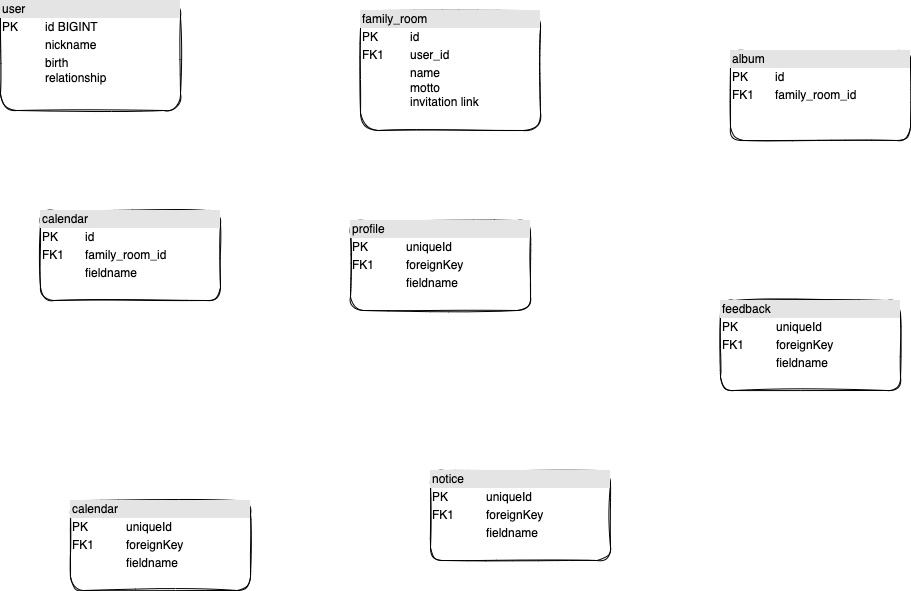 user
PK id BIGINT
nickname
birth
relationship
family_room
PK id
FK1 user_id
name
motto
invitation link
album
PK id
FK1 family_room_id
calendar
PK id
FK1 family_room_id
fieldname
profile
PK uniqueId
FK1 foreignKey
fieldname
feedback
PK uniqueId
FK1 foreignKey
fieldname
calendar
PK uniqueId
FK1 foreignKey
fieldname
notice
PK uniqueId
FK1 foreignKey
fieldname